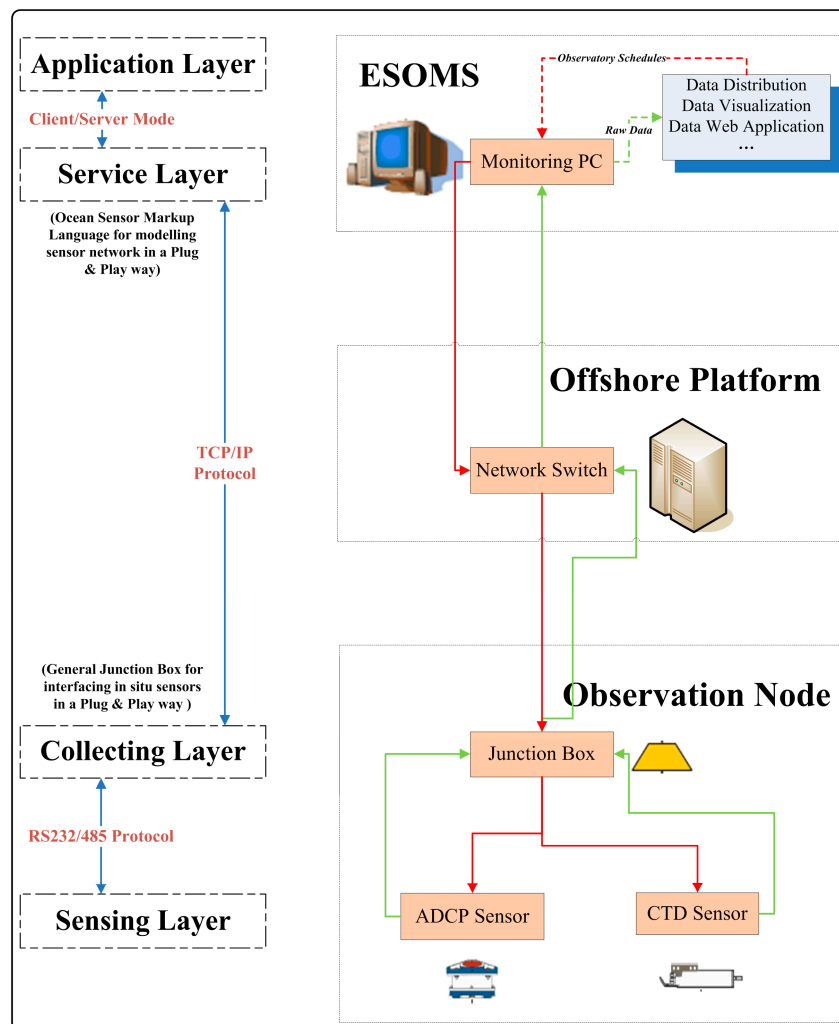 Application Layer
Client/Server Mode
Service Layer
(Ocean Sensor Markup
Language for modelling
sensor network in a Plug
& Play way)
TCP/IP
Protocol
(General Junction Box for
interfacing in situ sensors
in a Plug & Play way )
Collecting Layer
RS232/485 Protocol
Sensing Layer
ESOMS
Observatory Schedules
Data Distribution
Data Visualization
Data Web Application
...
Raw Data
Monitoring PC
Offshore Platform
Network Switch
Observation Node
Junction Box
ADCP Sensor
CTD Sensor